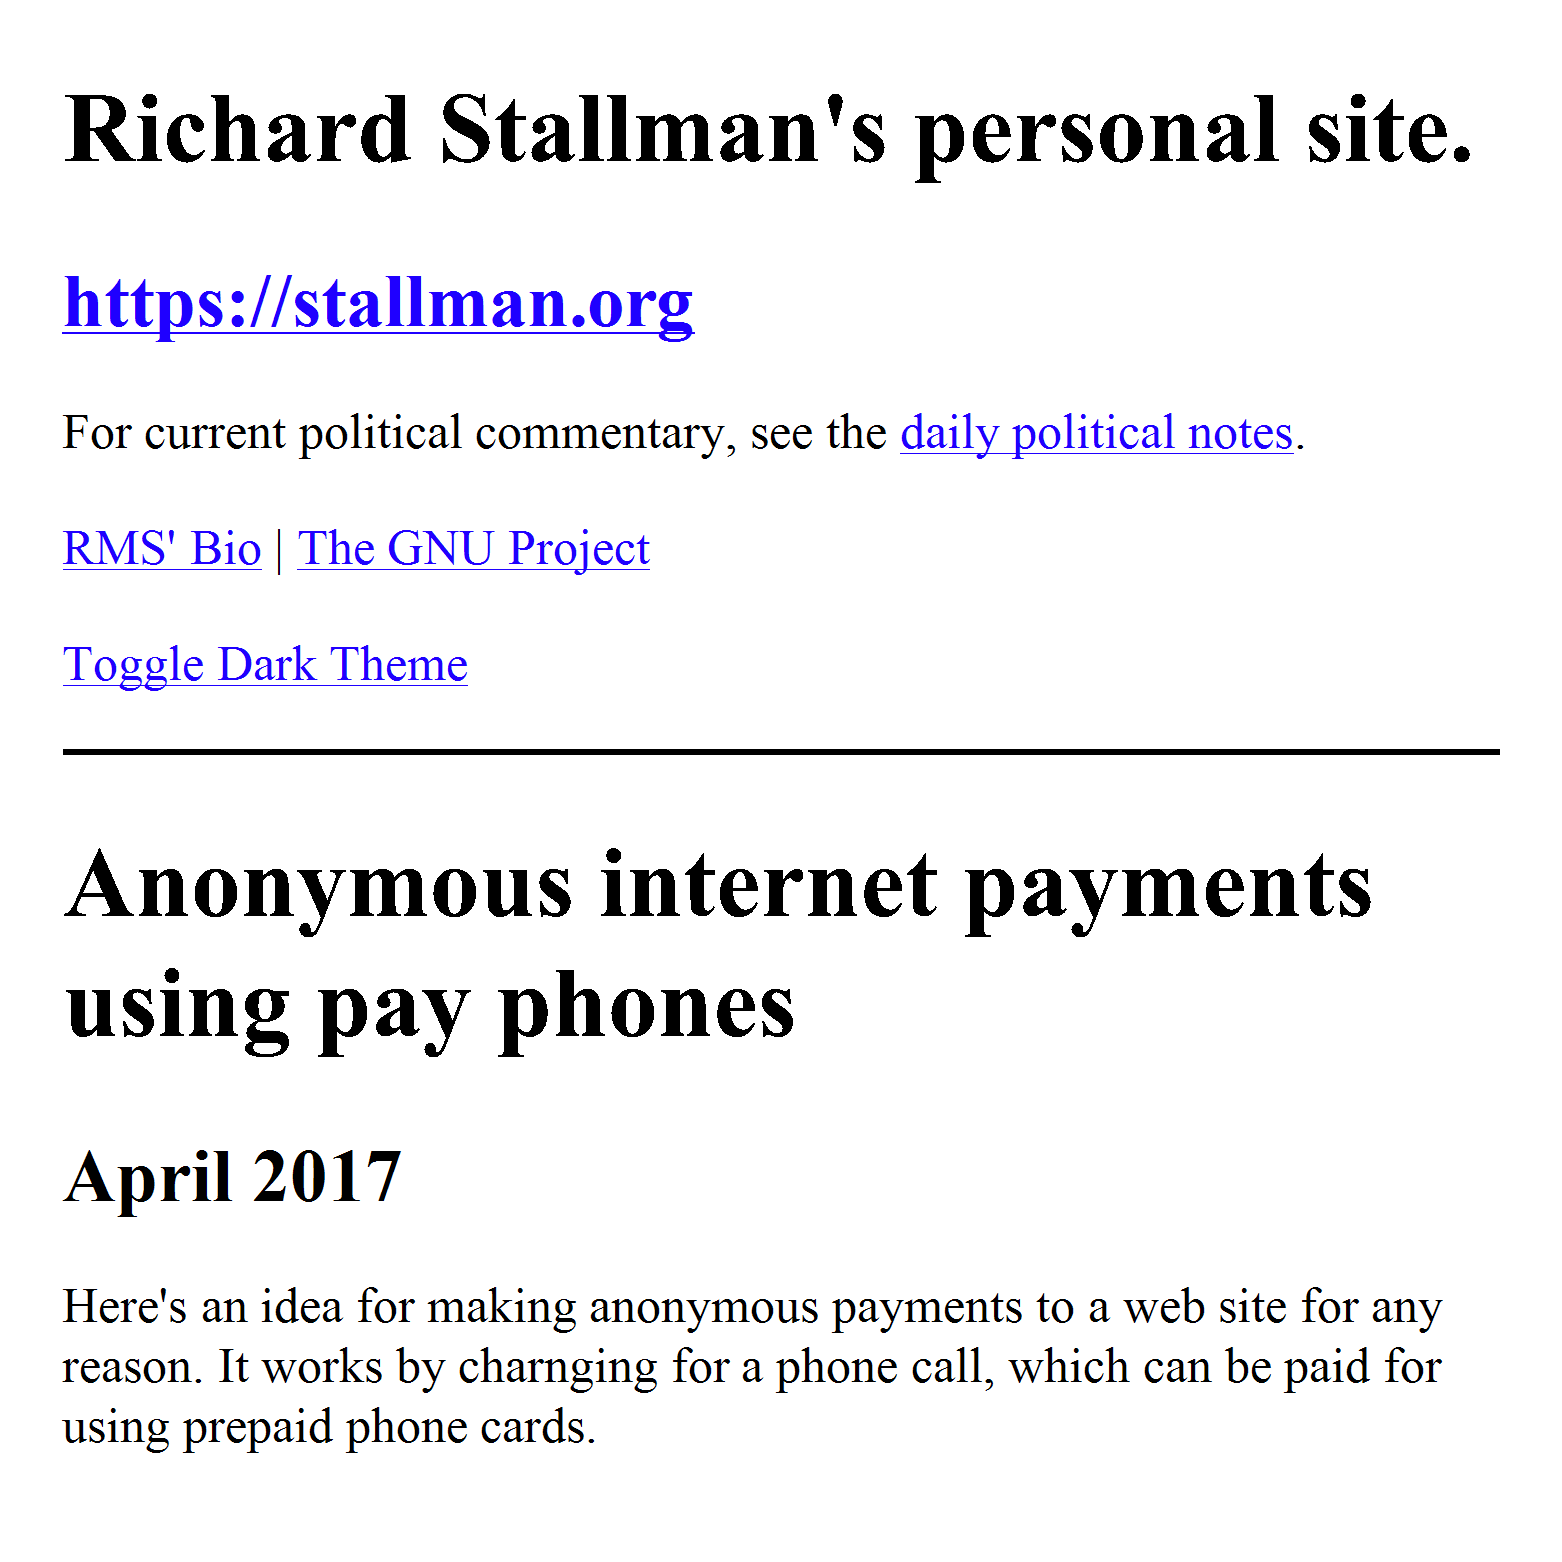 Richard Stallman's personal site.
https://stallman.org
For current political commentary, see the daily political notes.
RMS' Bio | The GNU Project
Toggle Dark Theme
Anonymous internet payments
using pay phones
April 2017
Here's an idea for making anonymous payments to a web site for any
reason. It works by charnging for a phone call, which can be paid for
using prepaid phone cards.